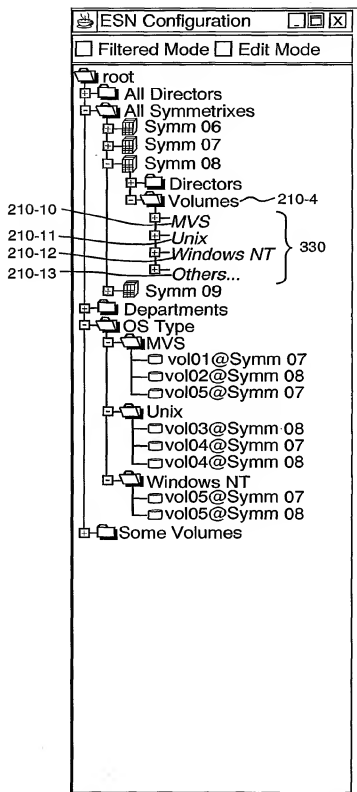 ESN Configuration
Filtered Mode Edit Mode
root
All Directors
All Symmetrixes
Symm 06
Symm 07
Symm 08
Directors
Volumes 210-4
210-10 MVS
210-11 Unix
210-12 Windows NT 330
210-13 Others...
Symm 09
Departments
OS Type
MVS
vol01@Symm 07
vol02@Symm 08
vol05@Symm 07
Unix
vol03@Symm 08
vol04@Symm 07
vol04@Symm 08
Windows NT
vol05@Symm 07
vol05@Symm 08
Some Volumes